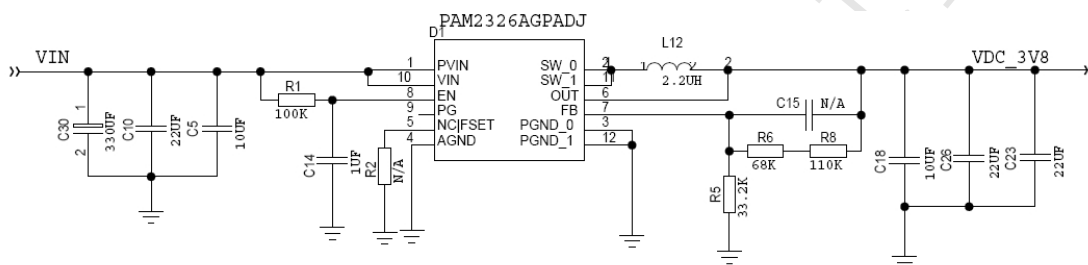 PAM2326AGPADJ
D1
VIN
L12
VDC_3V8
1
PVIN
SW_0
2
10
VIN
SW_1
2
2.2UH
8
EN
OUT
6
R1
100K
9
PG
FB
7
C15
N/A
5
NC|FSET
PGND_0
3
4
AGND
PGND_1
12
C30
1
2
330UF
C10
22UF
C5
10UF
C14
1UF
R2
N/A
R6
68K
R8
110K
R5
33.2K
C18
10UF
C26
22UF
C23
22UF